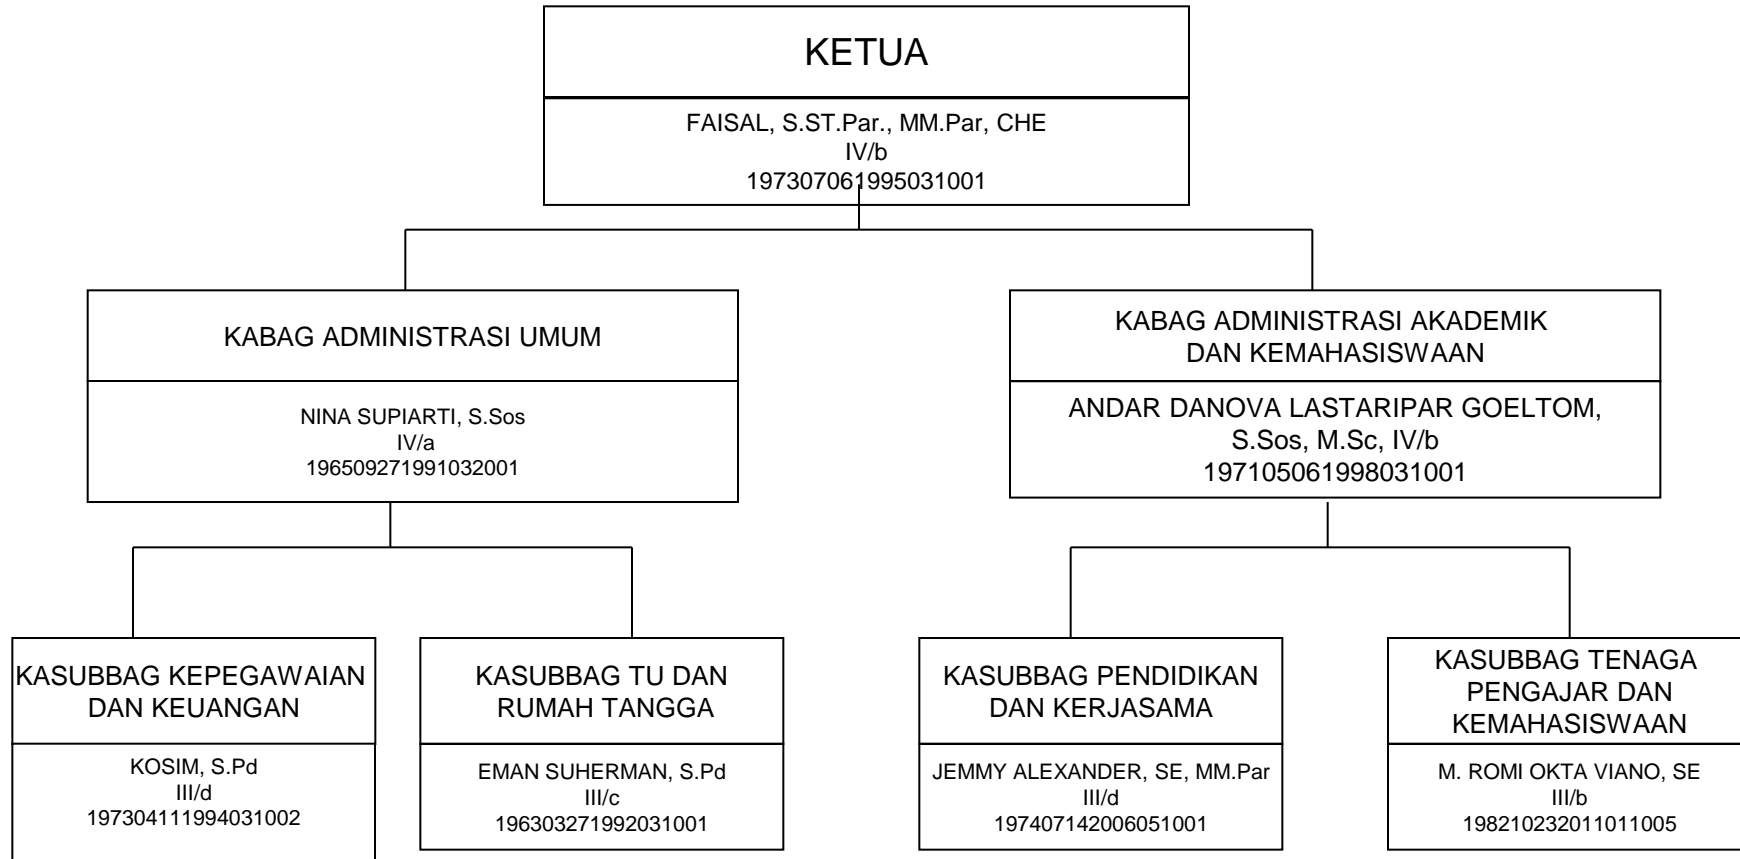 KETUA
FAISAL, S.ST.Par., MM.Par, CHE
IV/b
197307061995031001
KABAG ADMINISTRASI UMUM
NINA SUPIARTI, S.Sos
IV/a
196509271991032001
KABAG ADMINISTRASI AKADEMIK
DAN KEMAHASISWAAN
ANDAR DANOVA LASTARIPAR GOELTOM,
S.Sos, M.Sc, IV/b
197105061998031001
KASUBBAG KEPEGAWAIAN
DAN KEUANGAN
KOSIM, S.Pd
III/d
197304111994031002
KASUBBAG TU DAN
RUMAH TANGGA
EMAN SUHERMAN, S.Pd
III/c
196303271992031001
KASUBBAG PENDIDIKAN
DAN KERJASAMA
JEMMY ALEXANDER, SE, MM.Par
III/d
197407142006051001
KASUBBAG TENAGA
PENGAJAR DAN
KEMAHASISWAAN
M. ROMI OKTA VIANO, SE
III/b
198210232011011005